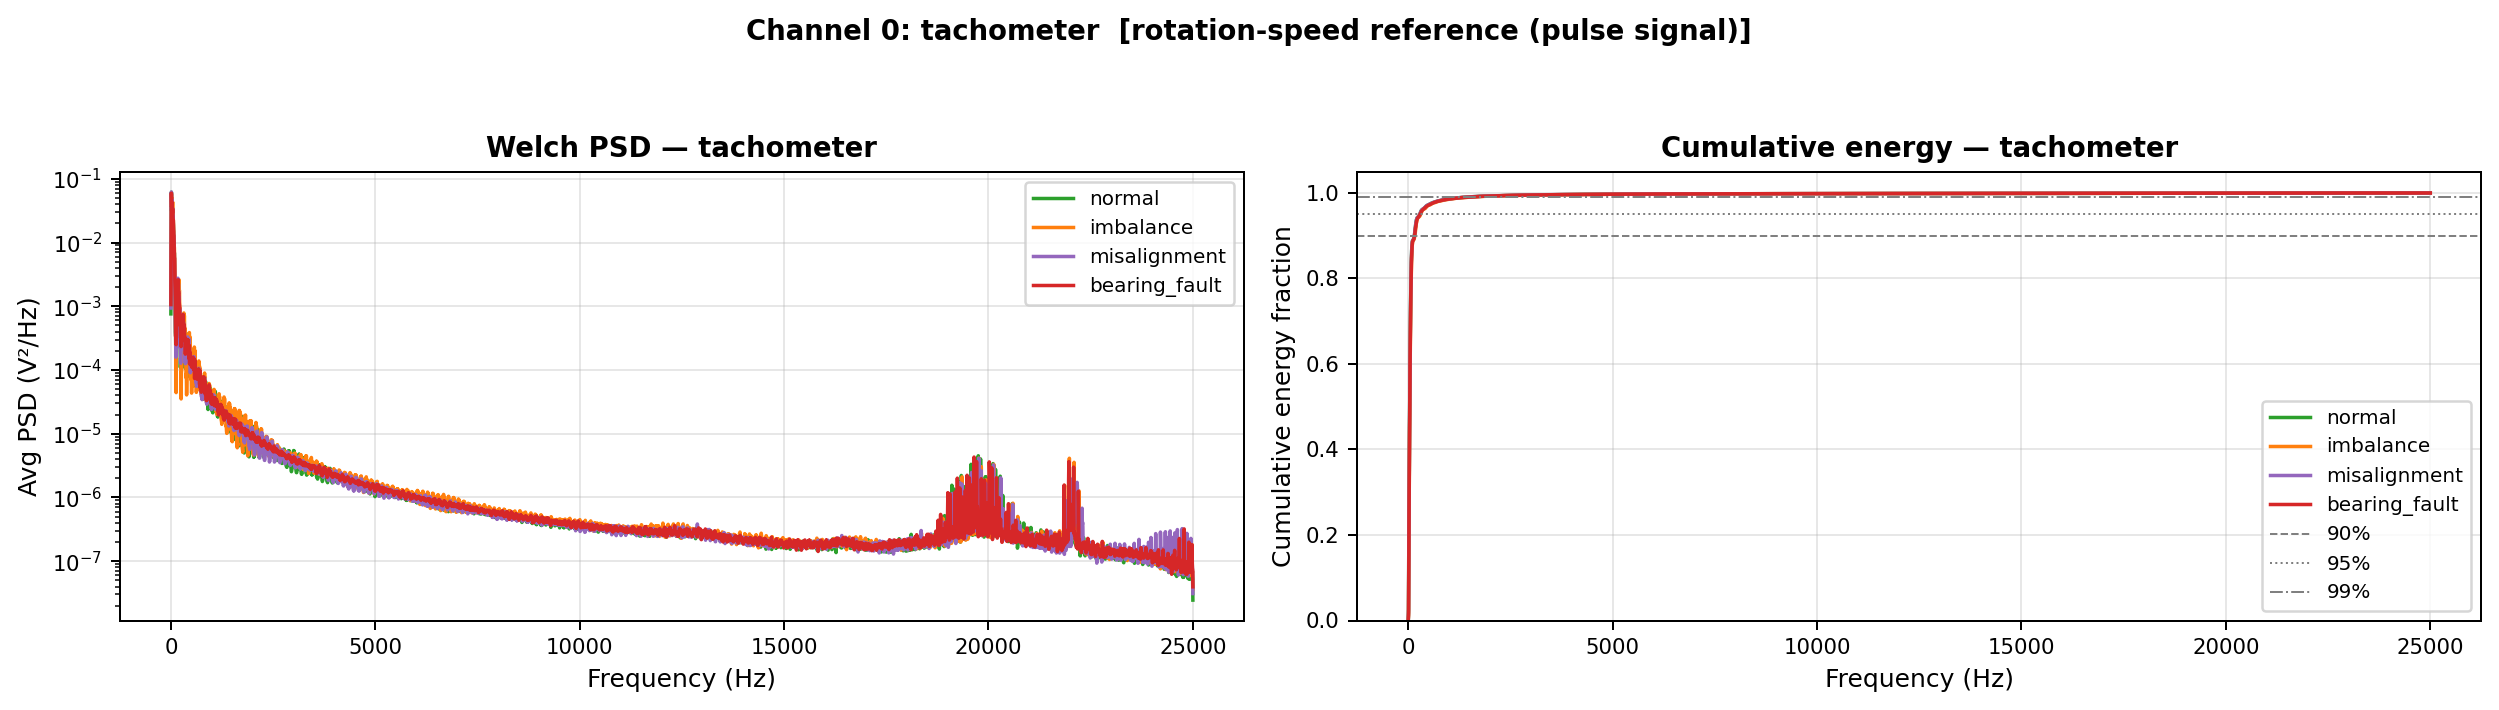 Channel 0: tachometer  [rotation-speed reference (pulse signal)]
Welch PSD — tachometer
Avg PSD (V²/Hz)
10⁻¹
10⁻²
10⁻³
10⁻⁴
10⁻⁵
10⁻⁶
10⁻⁷
normal
imbalance
misalignment
bearing_fault
0 5000 10000 15000 20000 25000
Frequency (Hz)
Cumulative energy — tachometer
Cumulative energy fraction
1.0
0.8
0.6
0.4
0.2
0.0
normal
imbalance
misalignment
bearing_fault
90%
95%
99%
0 5000 10000 15000 20000 25000
Frequency (Hz)